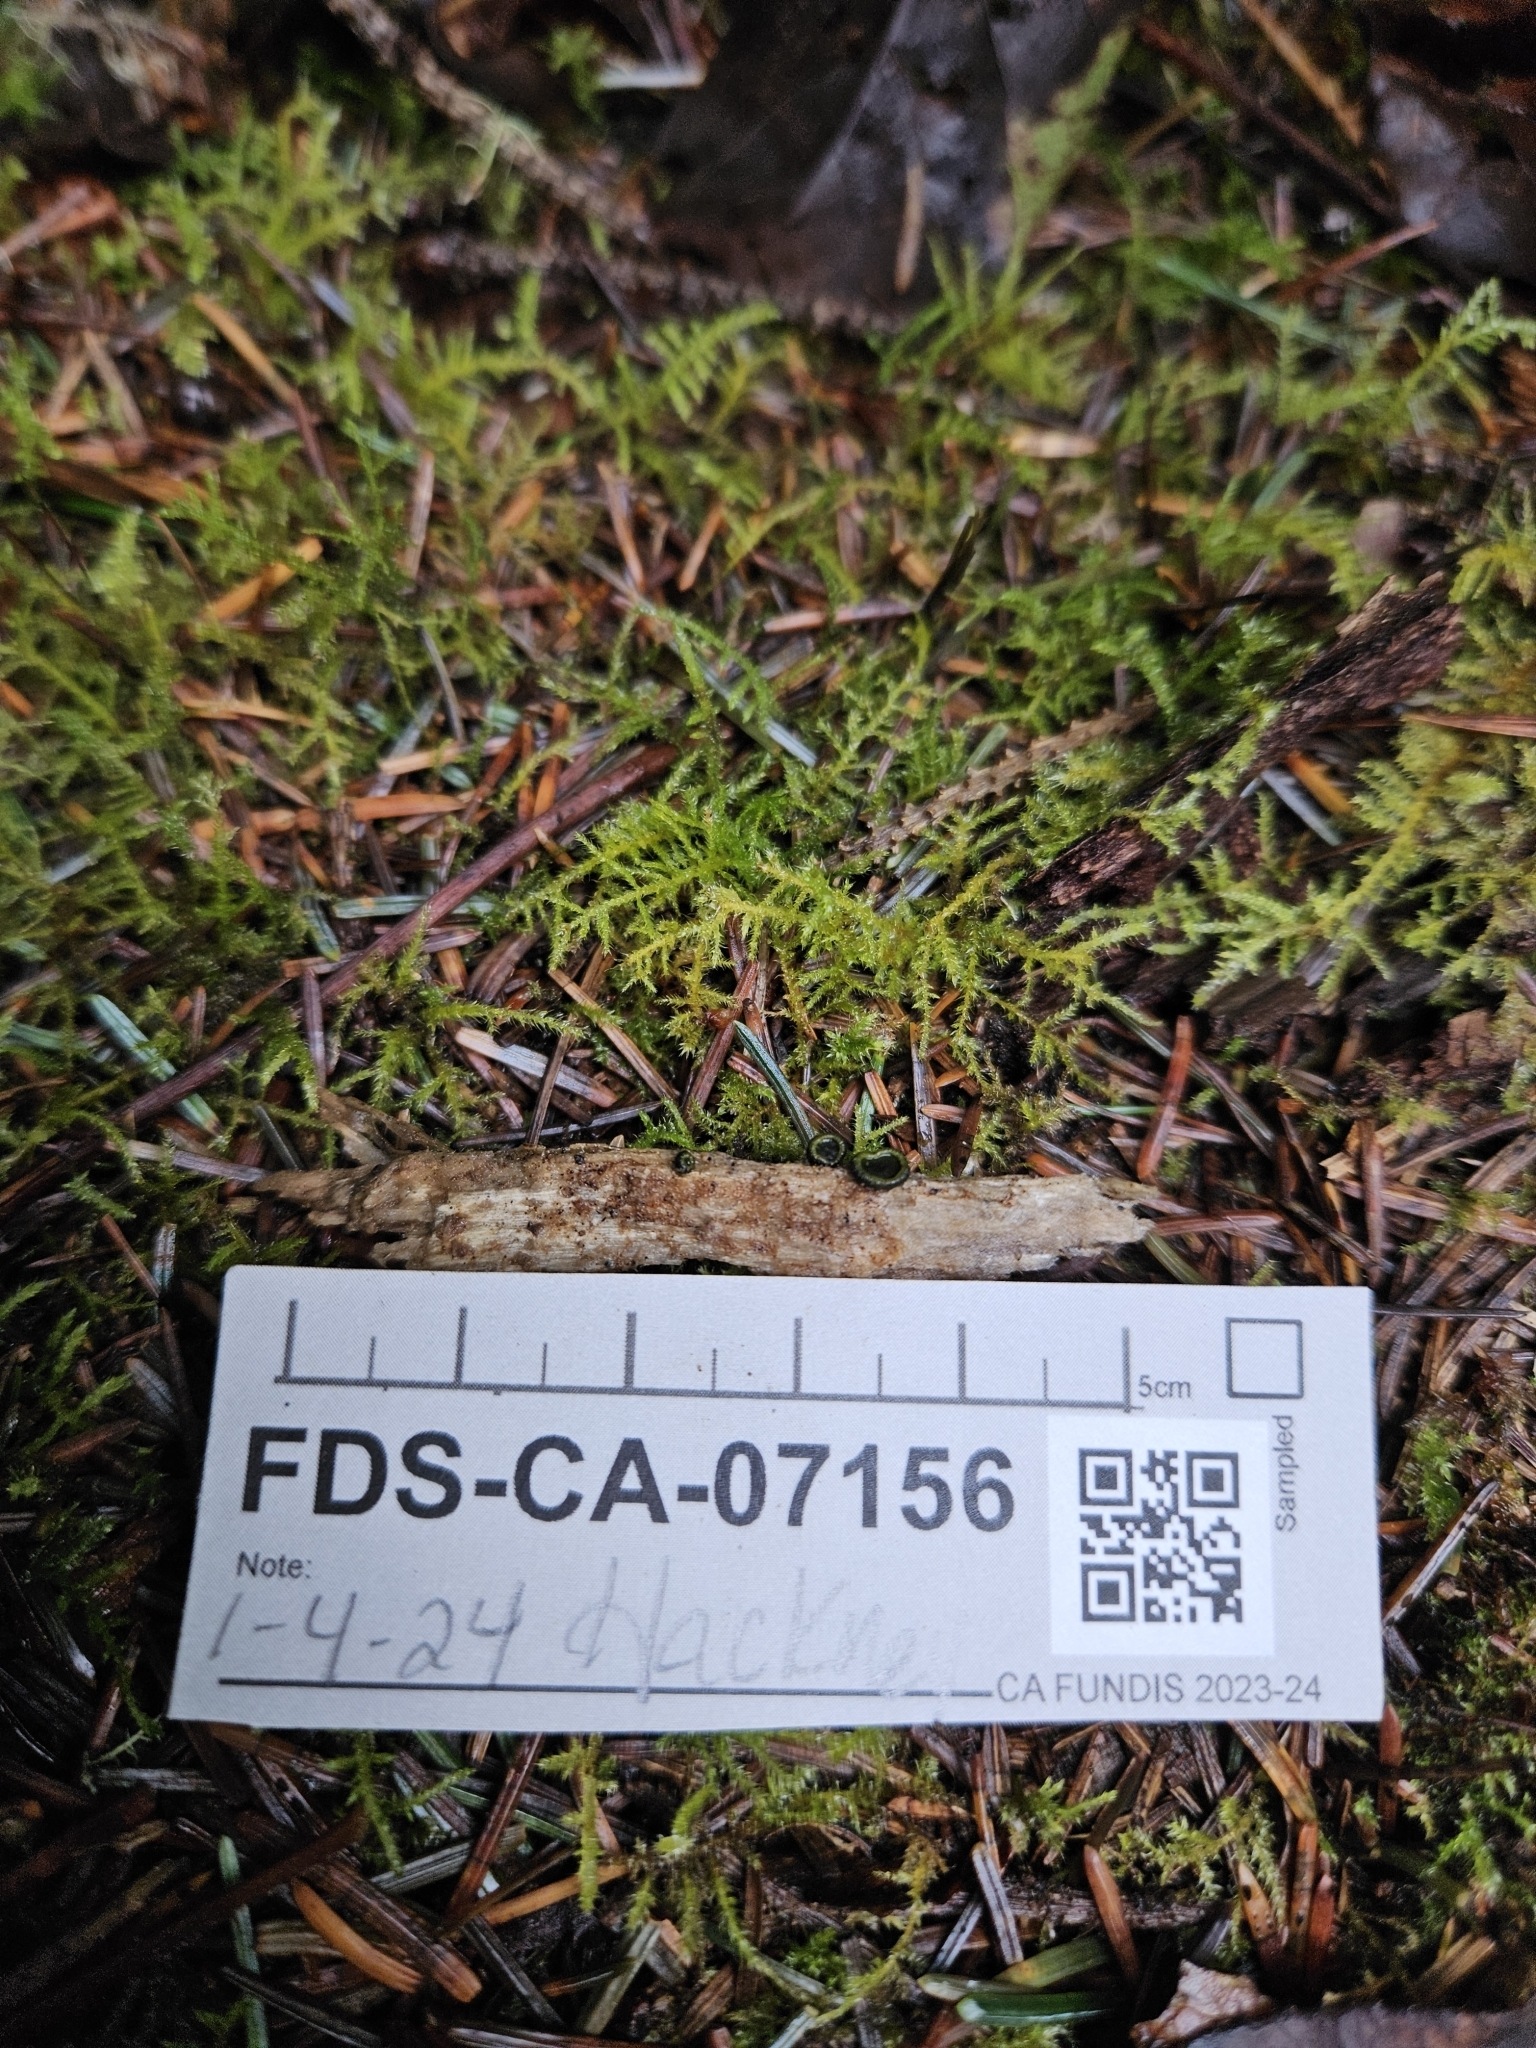 5cm
Sampled
FDS-CA-07156
Note:
1-4-24
CA FUNDIS 2023-24